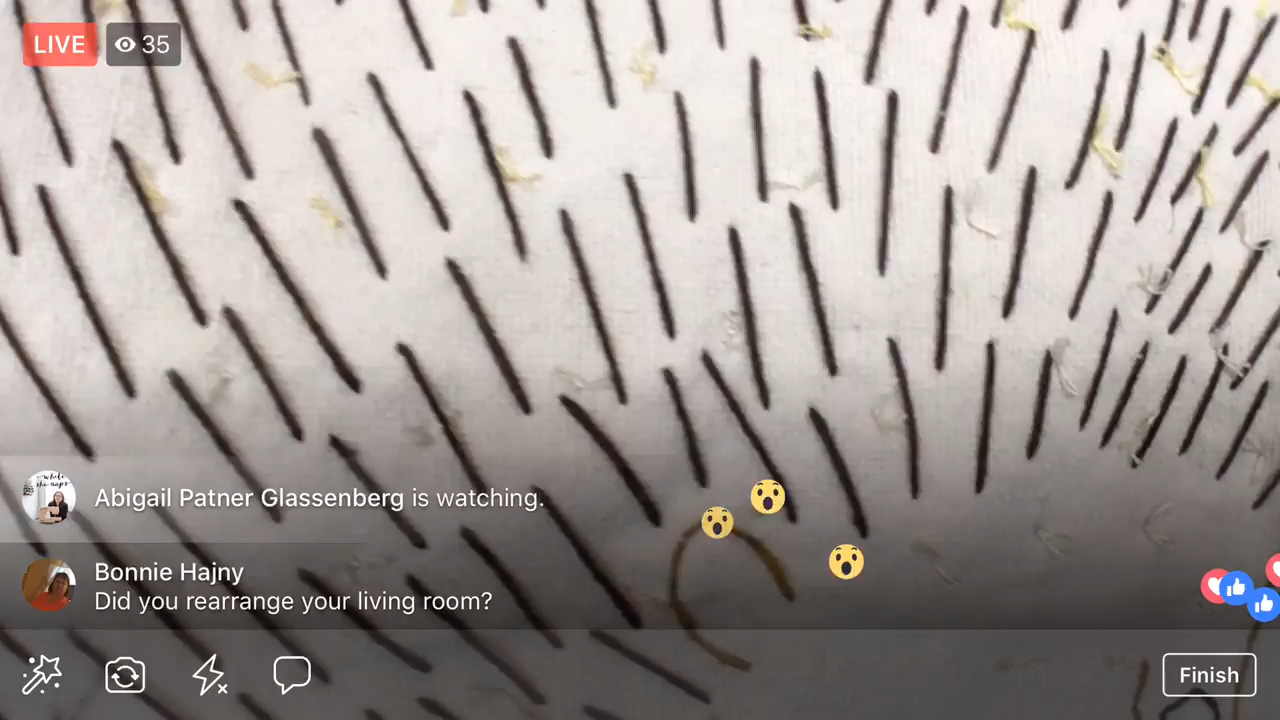 LIVE 35
Abigail Patner Glassenberg is watching.
Bonnie Hajny
Did you rearrange your living room?
Finish